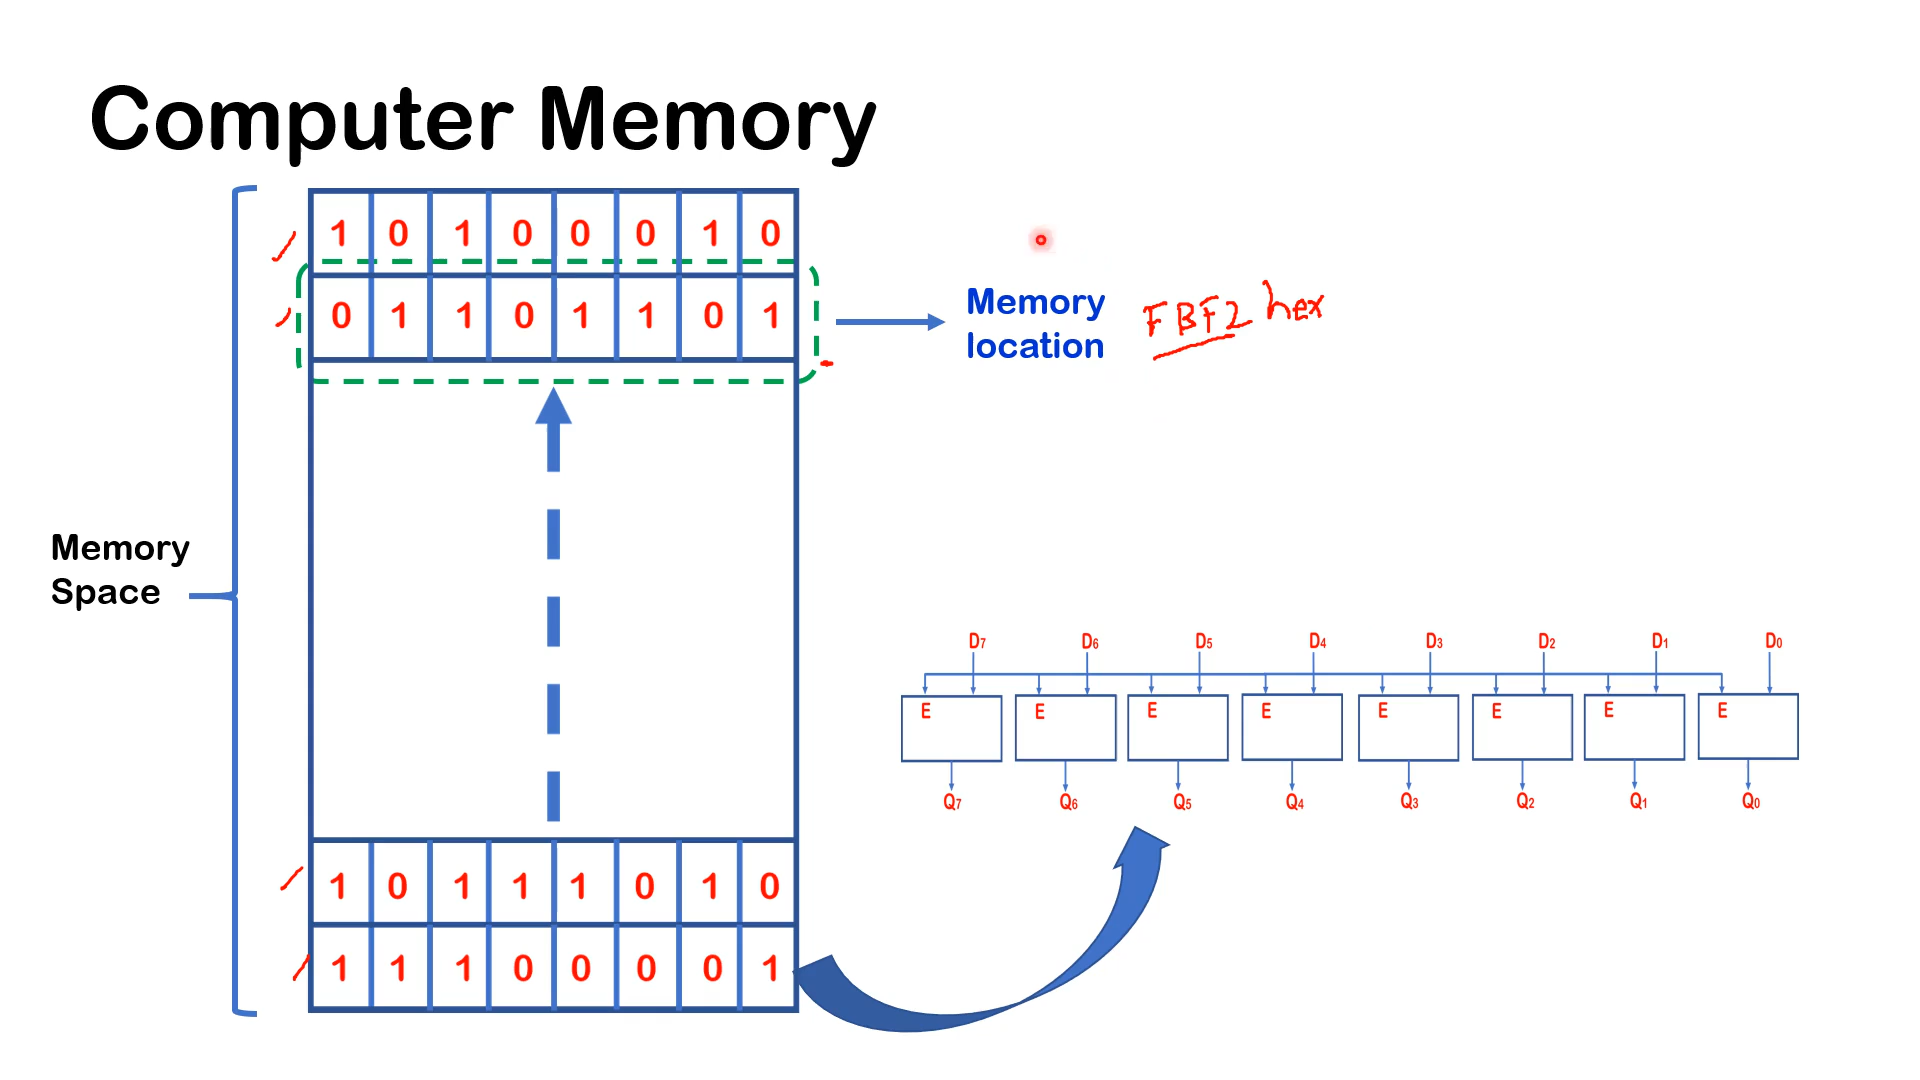 Computer Memory
1 0 1 0 0 0 1 0
0 1 1 0 1 1 0 1
Memory
location
FBF2 hex
Memory
Space
D7 D6 D5 D4 D3 D2 D1 D0
E E E E E E E E
Q7 Q6 Q5 Q4 Q3 Q2 Q1 Q0
1 0 1 1 1 0 1 0
1 1 1 0 0 0 0 1